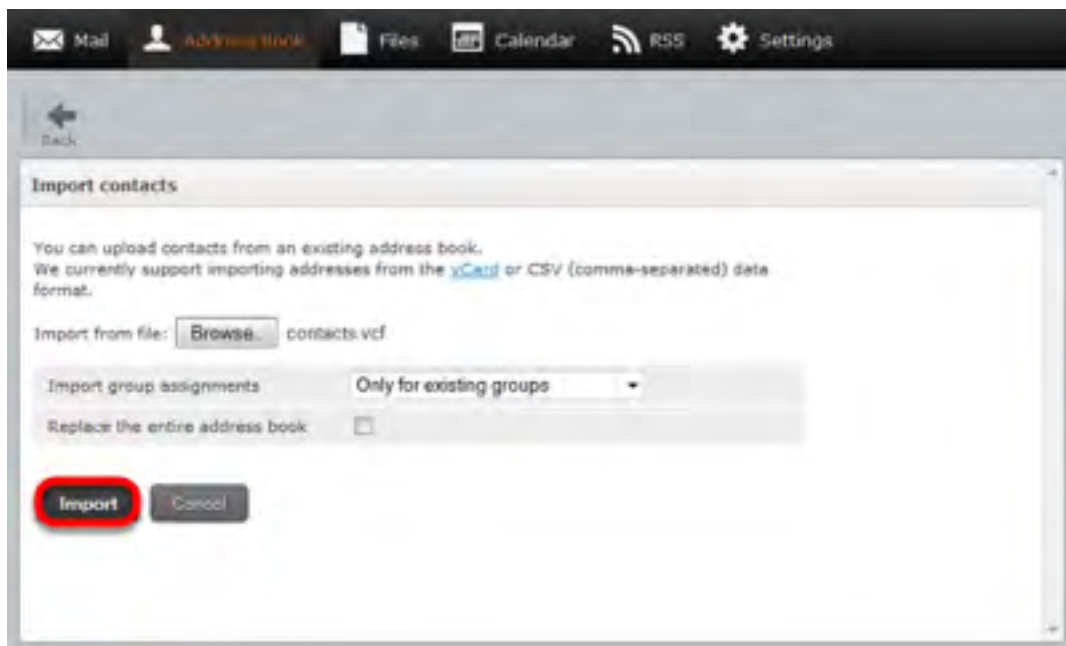 Mail Address Book Files Calendar RSS Settings
Back
Import contacts
You can upload contacts from an existing address book.
We currently support importing addresses from the vCard or CSV (comma-separated) data
format.
Import from file: Browse.. contacts.vcf
Import group assignments Only for existing groups
Replace the entire address book
Import Cancel